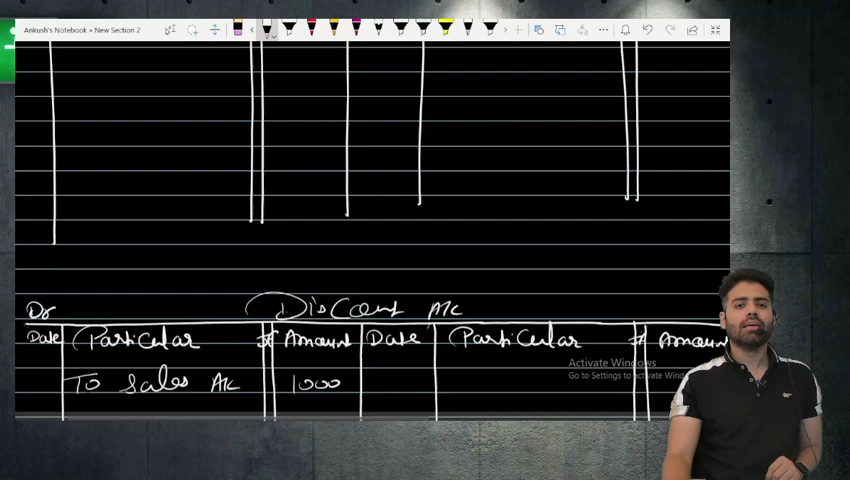 Ankush's Notebook » New Section 2
Dr Discount A/c
Date Particular # Amount Date Particular # Amount
To Sales A/c 1000
Activate Windows
Go to Settings to activate Wind